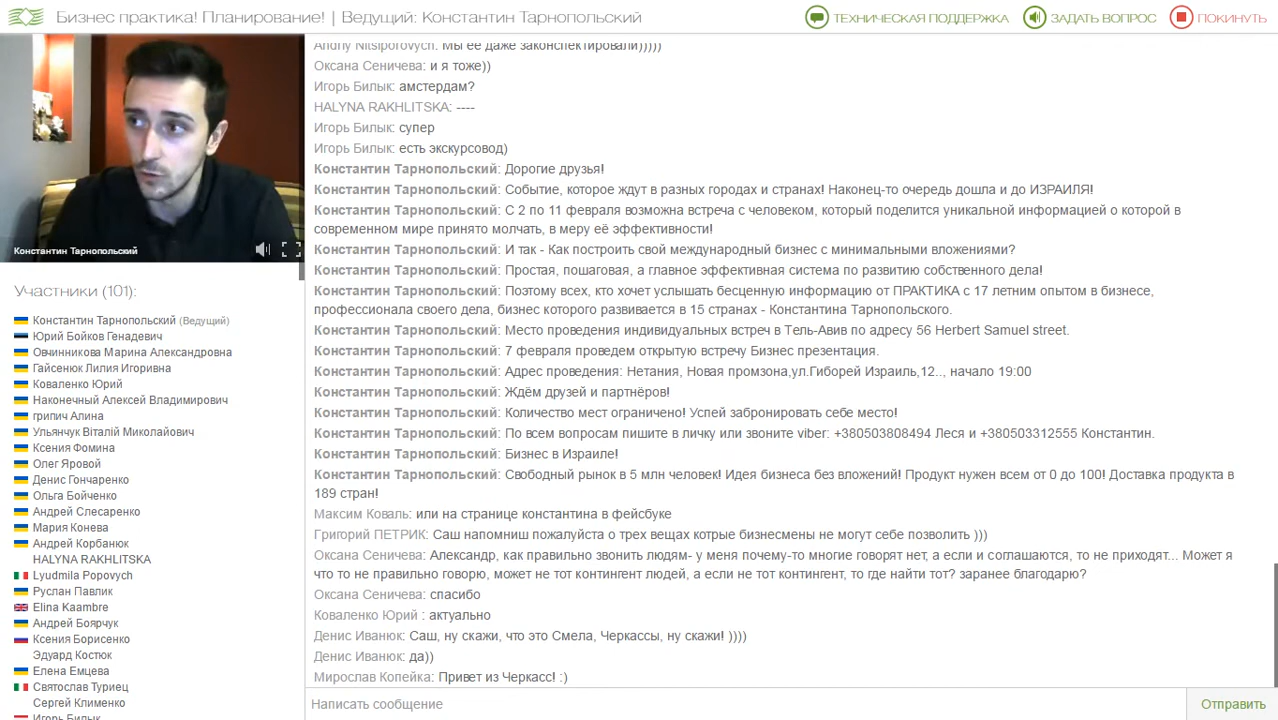 Бизнес практика! Планирование! | Ведущий: Константин Тарнопольский
ТЕХНИЧЕСКАЯ ПОДДЕРЖКА
ЗАДАТЬ ВОПРОС
ПОКИНУТЬ
Константин Тарнопольский
Участники (101):
Константин Тарнопольский (Ведущий)
Юрий Бойков Генадевич
Овчинникова Марина Александровна
Гайсенюк Лилия Игоривна
Коваленко Юрий
Наконечный Алексей Владимирович
грипич Алина
Ульянчук Віталій Миколайович
Ксения Фомина
Олег Яровой
Денис Гончаренко
Ольга Бойченко
Андрей Слесаренко
Мария Конева
Андрей Корбанюк
HALYNA RAKHLITSKA
Lyudmila Popovych
Руслан Павлик
Elina Kaambre
Андрей Боярчук
Ксения Борисенко
Эдуард Костюк
Елена Емцева
Святослав Туриец
Сергей Клименко
Игорь Билык
Andriy Nitsiporovych: Мы ее даже законспектировали)))))
Оксана Сеничева: и я тоже))
Игорь Билык: амстердам?
HALYNA RAKHLITSKA: ----
Игорь Билык: супер
Игорь Билык: есть экскурсовод)
Константин Тарнопольский: Дорогие друзья!
Константин Тарнопольский: Событие, которое ждут в разных городах и странах! Наконец-то очередь дошла и до ИЗРАИЛЯ!
Константин Тарнопольский: С 2 по 11 февраля возможна встреча с человеком, который поделится уникальной информацией о которой в
современном мире принято молчать, в меру её эффективности!
Константин Тарнопольский: И так - Как построить свой международный бизнес с минимальными вложениями?
Константин Тарнопольский: Простая, пошаговая, а главное эффективная система по развитию собственного дела!
Константин Тарнопольский: Поэтому всех, кто хочет услышать бесценную информацию от ПРАКТИКА с 17 летним опытом в бизнесе,
профессионала своего дела, бизнес которого развивается в 15 странах - Константина Тарнопольского.
Константин Тарнопольский: Место проведения индивидуальных встреч в Тель-Авив по адресу 56 Herbert Samuel street.
Константин Тарнопольский: 7 февраля проведем открытую встречу Бизнес презентация.
Константин Тарнопольский: Адрес проведения: Нетания, Новая промзона,ул.Гиборей Израиль,12.., начало 19:00
Константин Тарнопольский: Ждём друзей и партнёров!
Константин Тарнопольский: Количество мест ограничено! Успей забронировать себе место!
Константин Тарнопольский: По всем вопросам пишите в личку или звоните viber: +380503808494 Леся и +380503312555 Константин.
Константин Тарнопольский: Бизнес в Израиле!
Константин Тарнопольский: Свободный рынок в 5 млн человек! Идея бизнеса без вложений! Продукт нужен всем от 0 до 100! Доставка продукта в
189 стран!
Максим Коваль: или на странице константина в фейсбуке
Григорий ПЕТРИК: Саш напомниш пожалуйста о трех вещах котрые бизнесмены не могут себе позволить )))
Оксана Сеничева: Александр, как правильно звонить людям- у меня почему-то многие говорят нет, а если и соглашаются, то не приходят... Может я
что то не правильно говорю, может не тот контингент людей, а если не тот контингент, то где найти тот? заранее благодарю?
Оксана Сеничева: спасибо
Коваленко Юрий : актуально
Денис Иванюк: Саш, ну скажи, что это Смела, Черкассы, ну скажи! ))))
Денис Иванюк: да))
Мирослав Копейка: Привет из Черкасс! :)
Написать сообщение
Отправить